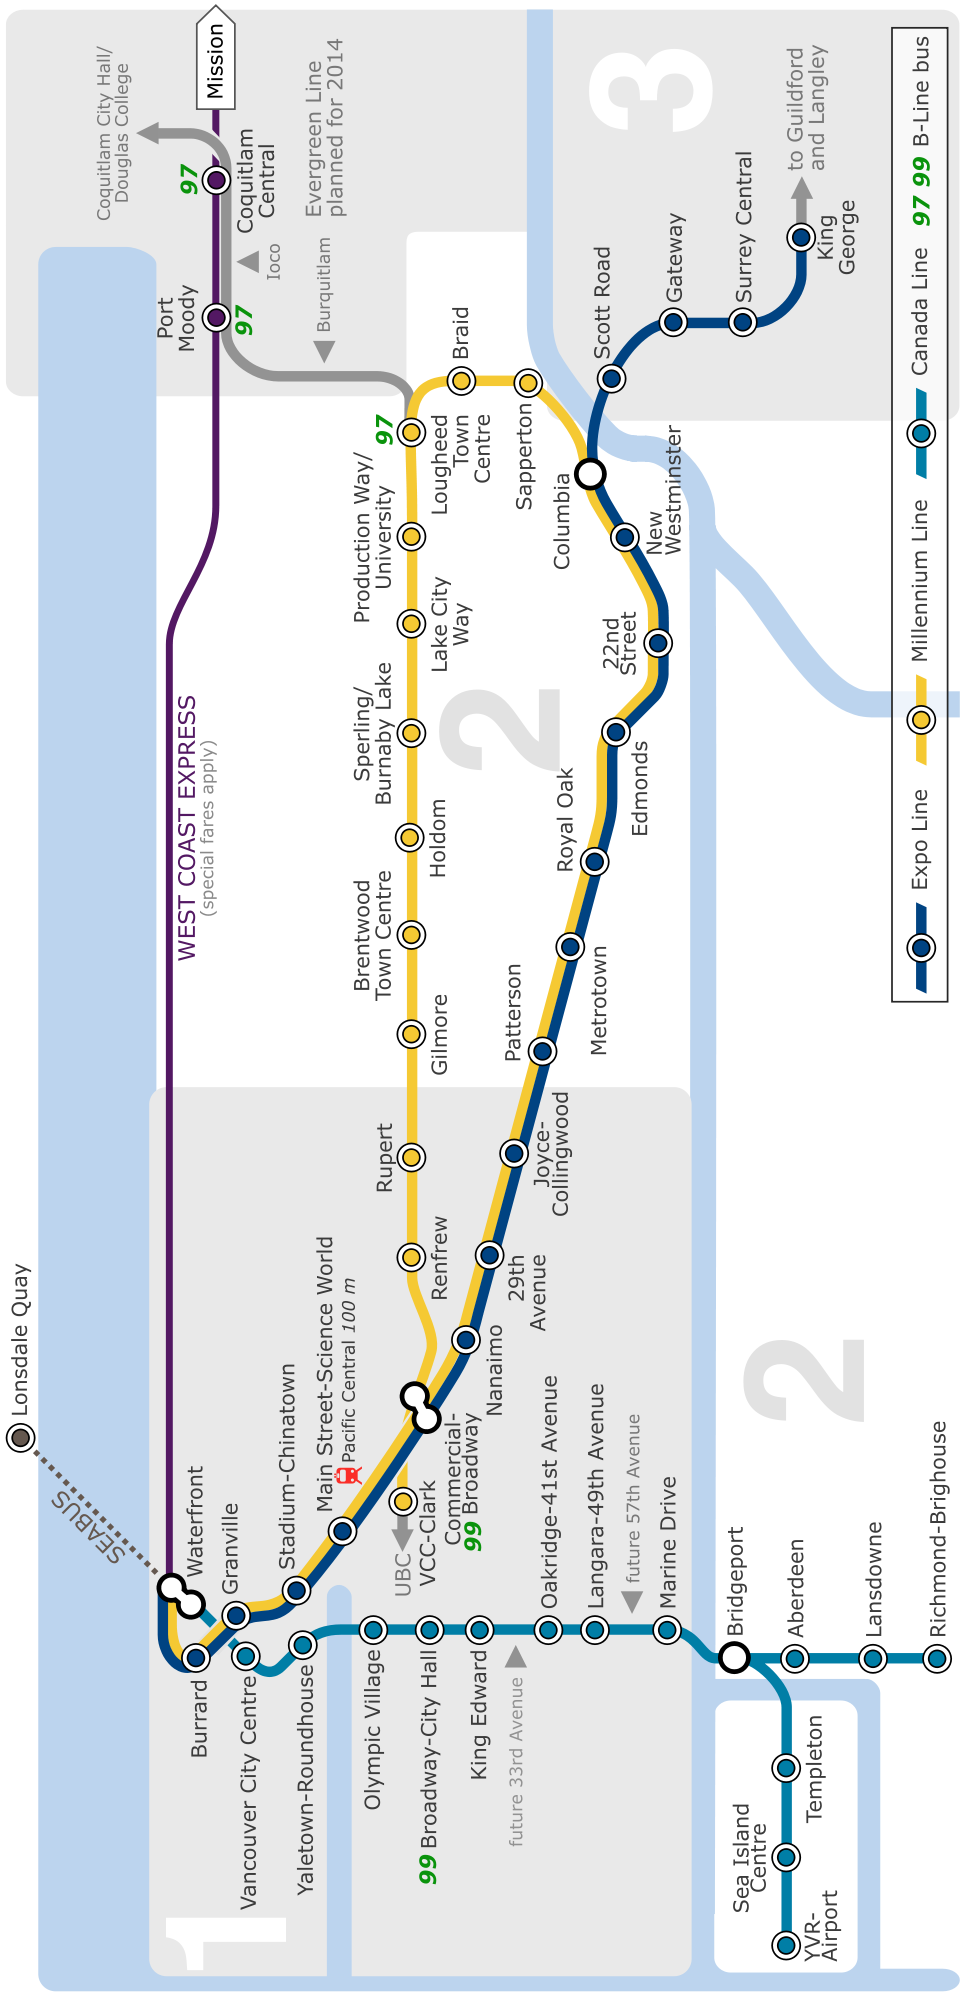 Lonsdale Quay
SEABUS
Waterfront
WEST COAST EXPRESS
(special fares apply)
Port
Moody
97
Ioco
97
Coquitlam
Central
Mission
Coquitlam City Hall/
Douglas College
Evergreen Line
planned for 2014
Burquitlam
1
2
3
2
Burrard
Granville
Stadium-Chinatown
Main Street-Science World
Pacific Central 100 m
UBC
VCC-Clark
Commercial-
99 Broadway
Renfrew
Rupert
Gilmore
Brentwood
Town Centre
Holdom
Sperling/
Burnaby Lake
Lake City
Way
Production Way/
University
97
Lougheed
Town
Centre
Braid
Sapperton
Columbia
Nanaimo
29th
Avenue
Joyce-
Collingwood
Patterson
Metrotown
Royal Oak
Edmonds
22nd
Street
New
Westminster
Scott Road
Gateway
Surrey Central
King
George
to Guildford
and Langley
Vancouver City Centre
Yaletown-Roundhouse
Olympic Village
99 Broadway-City Hall
King Edward
future 33rd Avenue
Oakridge-41st Avenue
Langara-49th Avenue
future 57th Avenue
Marine Drive
Bridgeport
Aberdeen
Lansdowne
Richmond-Brighouse
Templeton
Sea Island
Centre
YVR-
Airport
Expo Line
Millennium Line
Canada Line
97 99 B-Line bus